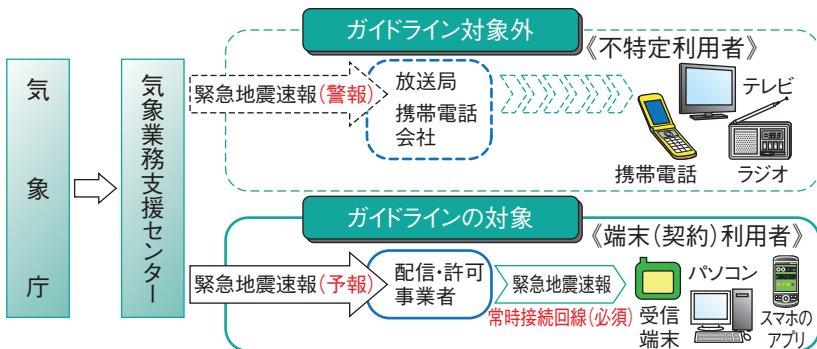 気象庁
気象業務支援センター
ガイドライン対象外
《不特定利用者》
緊急地震速報(警報)
放送局
携帯電話
会社
テレビ
携帯電話
ラジオ
ガイドラインの対象
《端末(契約)利用者》
緊急地震速報(予報)
配信・許可
事業者
緊急地震速報
常時接続回線(必須)
受信
端末
パソコン
スマホの
アプリ